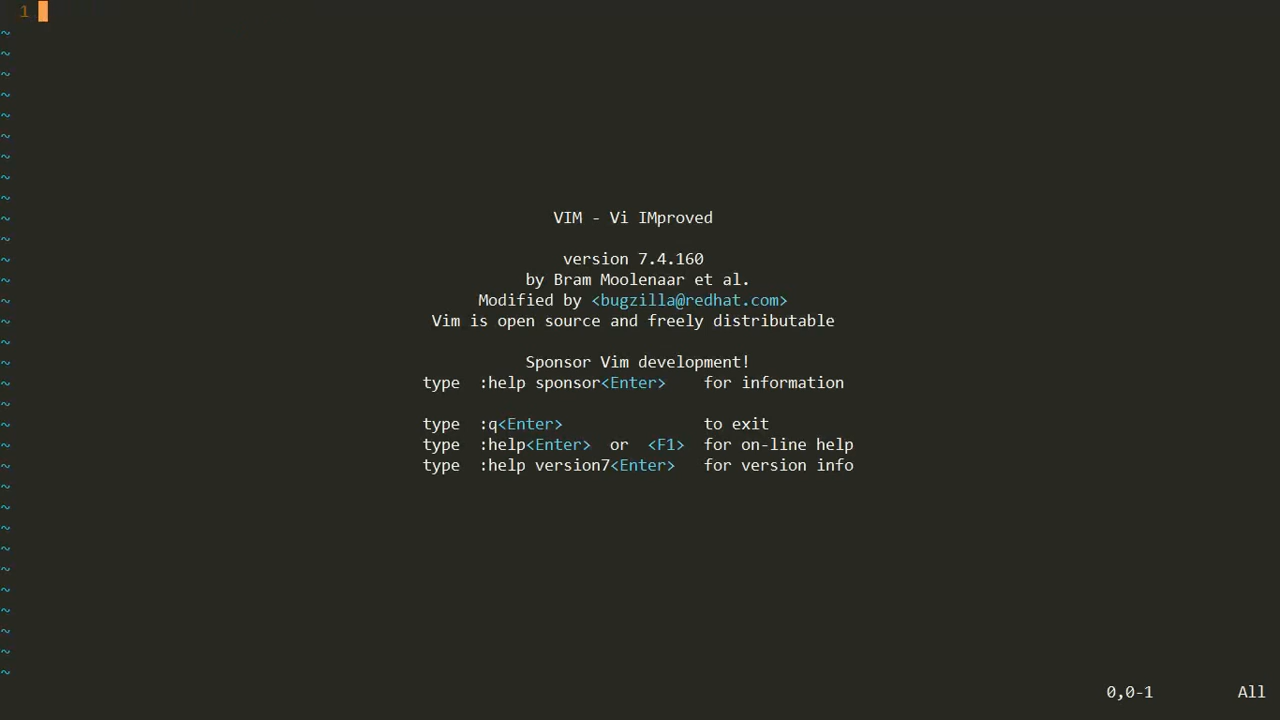 1
~
~
~
~
~
~
~
~
~ VIM - Vi IMproved
~
~ version 7.4.160
~ by Bram Moolenaar et al.
~ Modified by <bugzilla@redhat.com>
~ Vim is open source and freely distributable
~
~ Sponsor Vim development!
~ type :help sponsor<Enter> for information
~
~ type :q<Enter> to exit
~ type :help<Enter> or <F1> for on-line help
~ type :help version7<Enter> for version info
~
~
~
~
~
~
~
~
~
~
0,0-1 All